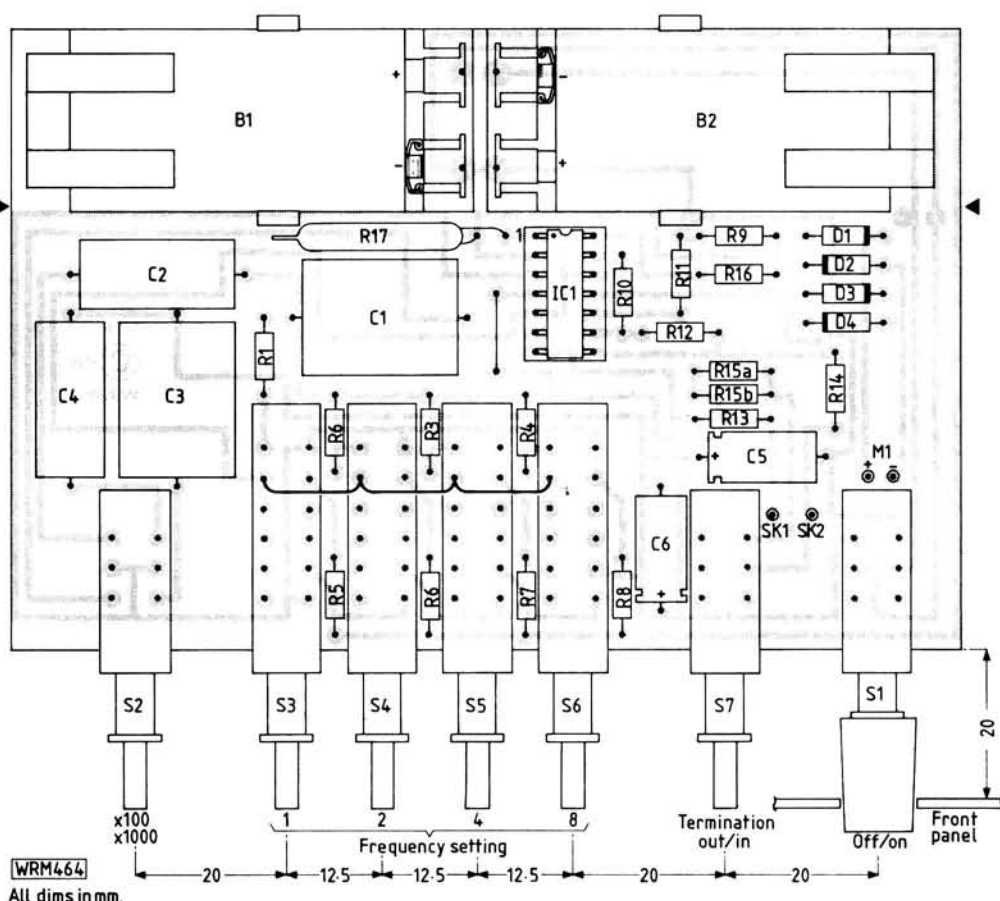 +
-
B1
B2
-
+
R17
1
R9
D1
C2
IC1
R10
R11
R16
D2
C1
D3
R12
D4
R1
C4
C3
R15a
R15b
R14
R13
R6
R3
R4
C5
+
M1
+ -
SK1 SK2
C6
+
R5
R6
R7
R8
S2
S3
S4
S5
S6
S7
S1
20
x100
x1000
1 2 4 8
Frequency setting
Termination
out/in
Off/on
Front
panel
WRM464
20 12·5 12·5 12·5 20 20
All dims in mm.